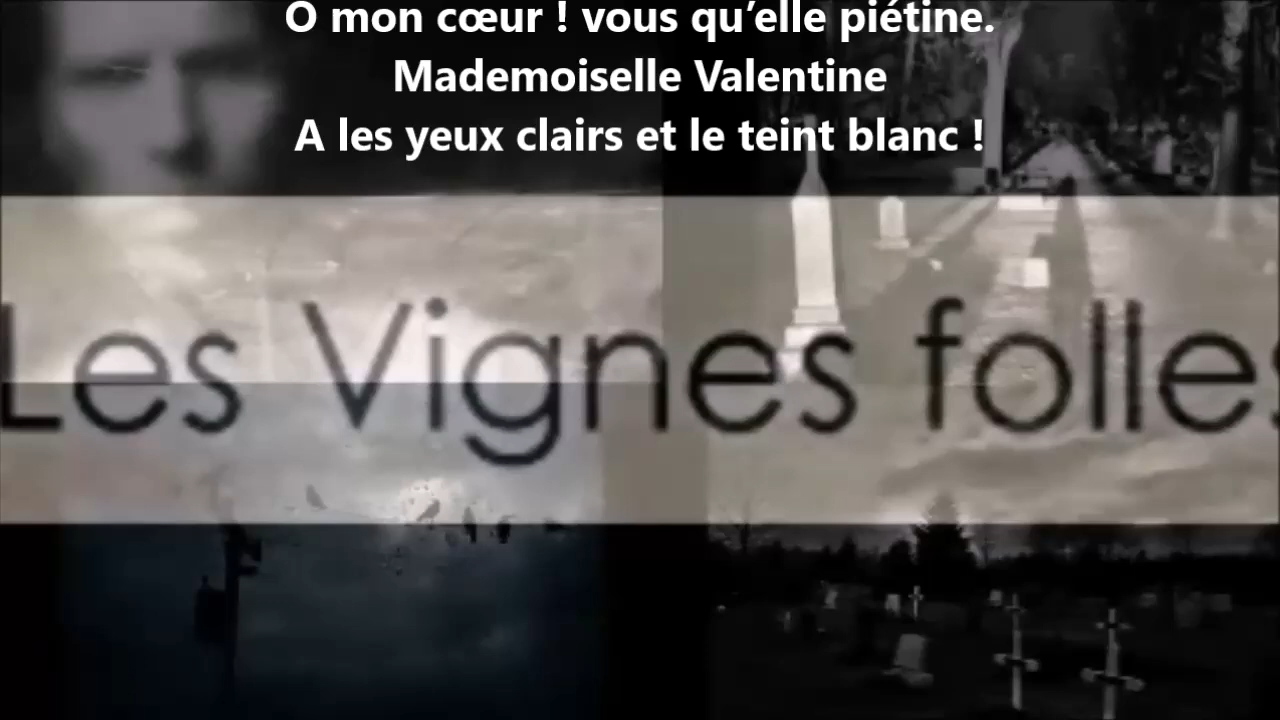 O mon cœur ! vous qu’elle piétine.
Mademoiselle Valentine
A les yeux clairs et le teint blanc !
Les Vignes folles